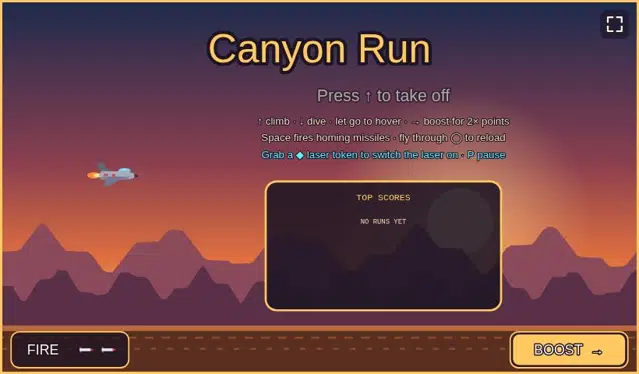 Canyon Run
Press ↑ to take off
↑ climb · ↓ dive · let go to hover · → boost for 2× points
Space fires homing missiles · fly through ◎ to reload
Grab a ◆ laser token to switch the laser on · P pause
TOP SCORES
NO RUNS YET
FIRE
BOOST →